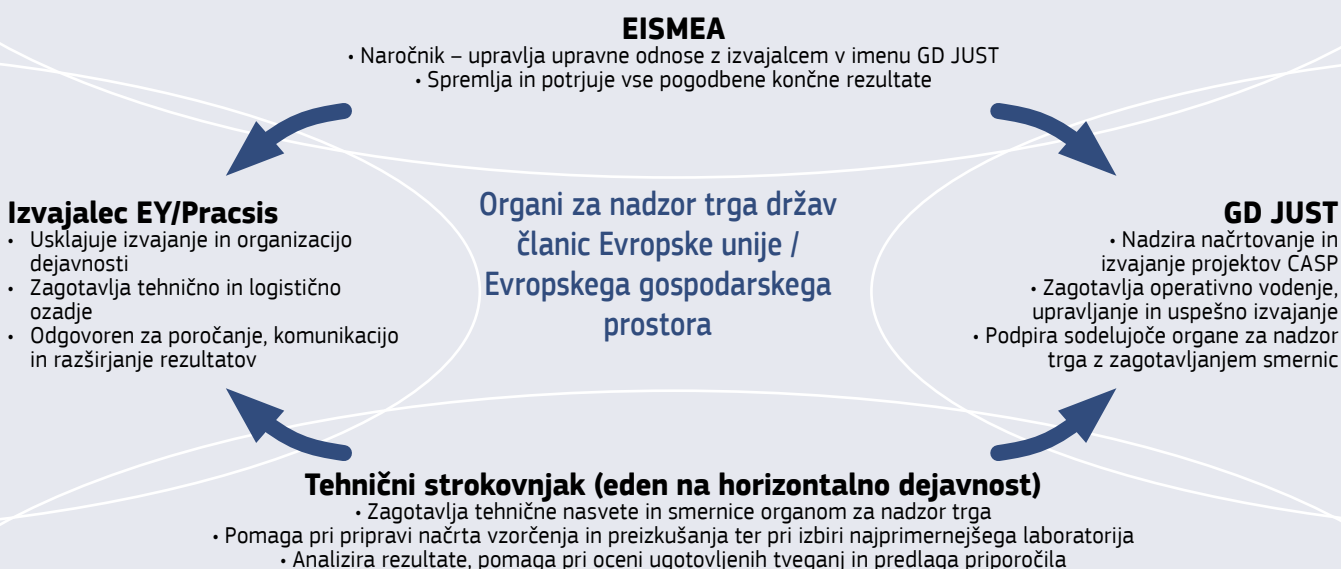 EISMEA
• Naročnik – upravlja upravne odnose z izvajalcem v imenu GD JUST
• Spremlja in potrjuje vse pogodbene končne rezultate
Izvajalec EY/Pracsis
• Usklajuje izvajanje in organizacijo
dejavnosti
• Zagotavlja tehnično in logistično
ozadje
• Odgovoren za poročanje, komunikacijo
in razširjanje rezultatov
Organi za nadzor trga držav
članic Evropske unije /
Evropskega gospodarskega
prostora
GD JUST
• Nadzira načrtovanje in
izvajanje projektov CASP
• Zagotavlja operativno vodenje,
upravljanje in uspešno izvajanje
• Podpira sodelujoče organe za nadzor
trga z zagotavljanjem smernic
Tehnični strokovnjak (eden na horizontalno dejavnost)
• Zagotavlja tehnične nasvete in smernice organom za nadzor trga
• Pomaga pri pripravi načrta vzorčenja in preizkušanja ter pri izbiri najprimernejšega laboratorija
• Analizira rezultate, pomaga pri oceni ugotovljenih tveganj in predlaga priporočila